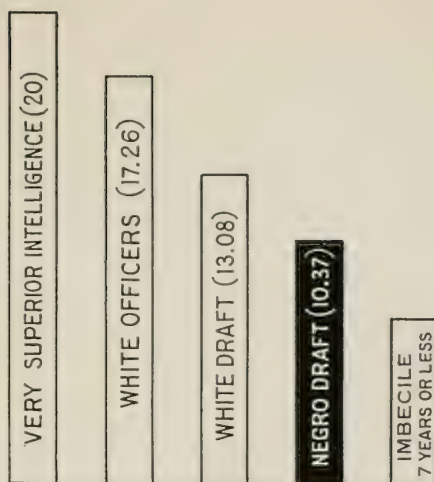 VERY SUPERIOR INTELLIGENCE (20)
WHITE OFFICERS (17.26)
WHITE DRAFT (13.08)
NEGRO DRAFT (10.37)
IMBECILE
7 YEARS OR LESS